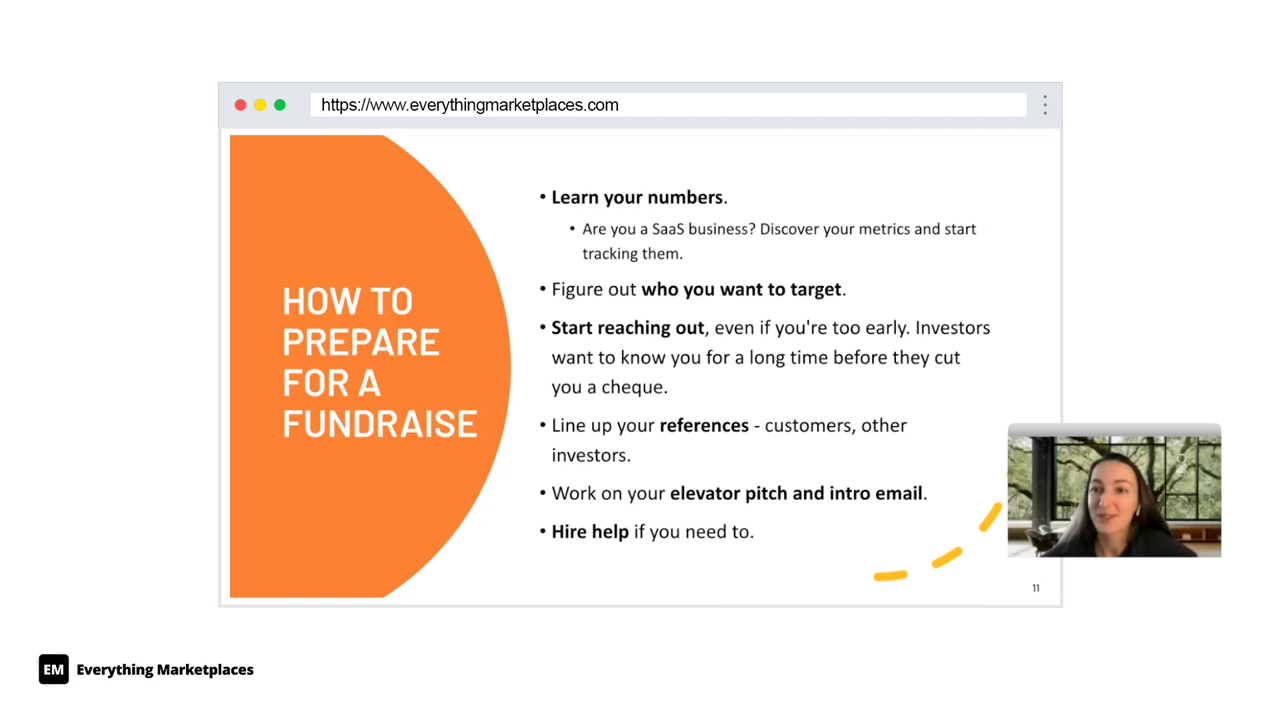 https://www.everythingmarketplaces.com
HOW TO
PREPARE
FOR A
FUNDRAISE
• Learn your numbers.
• Are you a SaaS business? Discover your metrics and start
tracking them.
• Figure out who you want to target.
• Start reaching out, even if you're too early. Investors
want to know you for a long time before they cut
you a cheque.
• Line up your references - customers, other
investors.
• Work on your elevator pitch and intro email.
• Hire help if you need to.
11
EM Everything Marketplaces